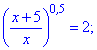 ((x+5)/x)^0,5 = 2;